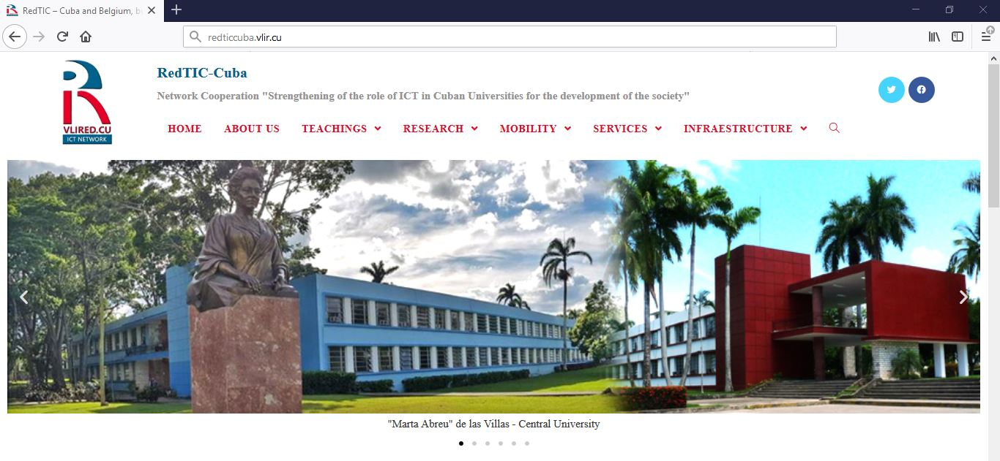 RedTIC – Cuba and Belgium, b
redticcuba.vlir.cu
VLIRED.CU
ICT NETWORK
RedTIC-Cuba
Network Cooperation "Strengthening of the role of ICT in Cuban Universities for the development of the society"
HOME ABOUT US TEACHINGS RESEARCH MOBILITY SERVICES INFRAESTRUCTURE
"Marta Abreu" de las Villas - Central University